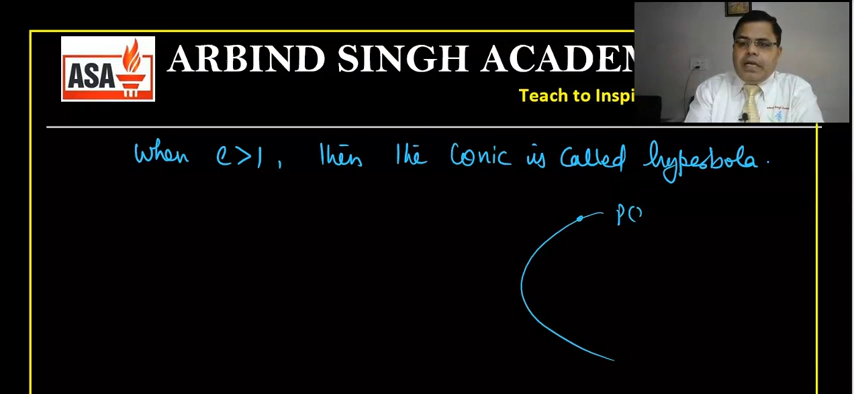 ASA
ARBIND SINGH ACADEM
Teach to Inspi
When e>1, then the conic is called hyperbola.
P(